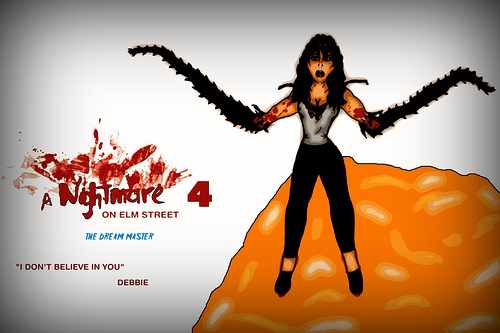 A Nightmare 4
ON ELM STREET
THE DREAM MASTER
"I DON'T BELIEVE IN YOU"
DEBBIE